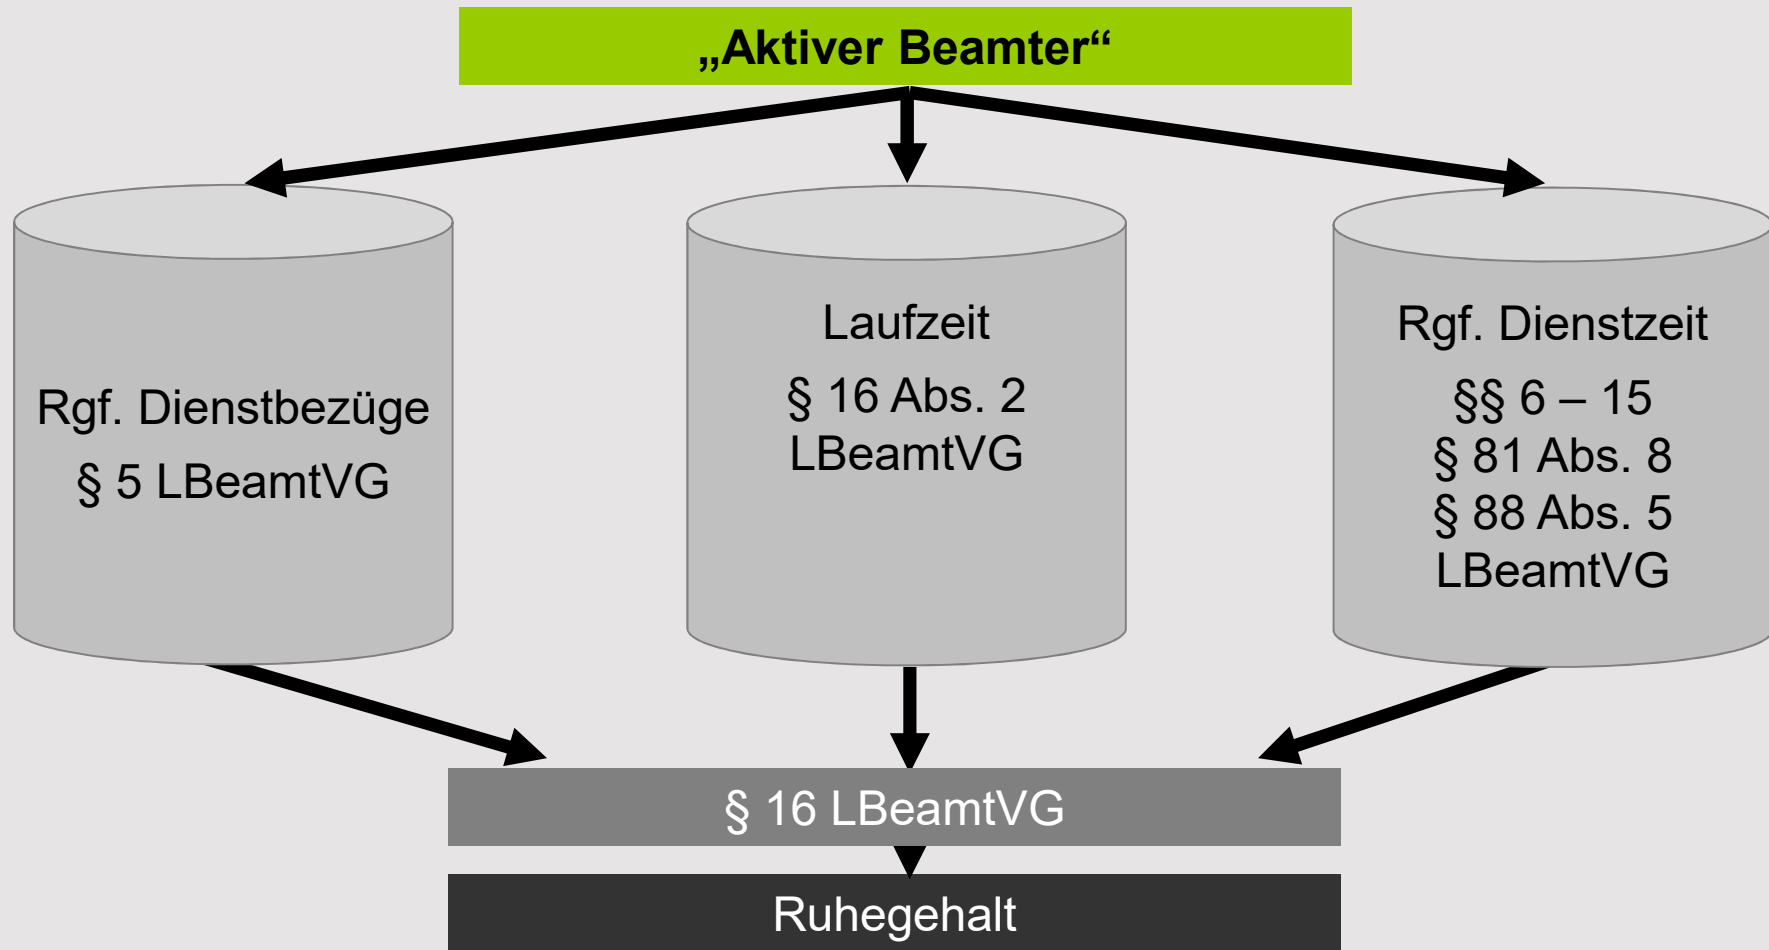 „Aktiver Beamter“
Rgf. Dienstbezüge
§ 5 LBeamtVG
Laufzeit
§ 16 Abs. 2
LBeamtVG
Rgf. Dienstzeit
§§ 6 – 15
§ 81 Abs. 8
§ 88 Abs. 5
LBeamtVG
§ 16 LBeamtVG
Ruhegehalt